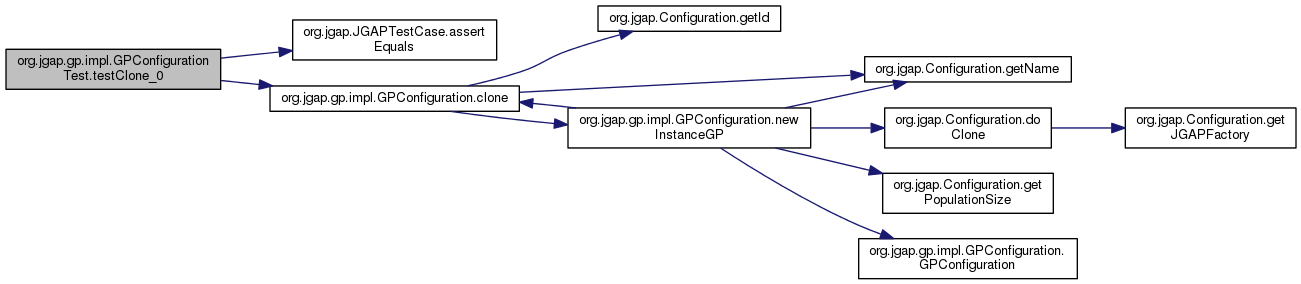 org.jgap.gp.impl.GPConfiguration
Test.testClone_0
org.jgap.JGAPTestCase.assert
Equals
org.jgap.gp.impl.GPConfiguration.clone
org.jgap.Configuration.getId
org.jgap.Configuration.getName
org.jgap.gp.impl.GPConfiguration.new
InstanceGP
org.jgap.Configuration.do
Clone
org.jgap.Configuration.get
JGAPFactory
org.jgap.Configuration.get
PopulationSize
org.jgap.gp.impl.GPConfiguration.
GPConfiguration